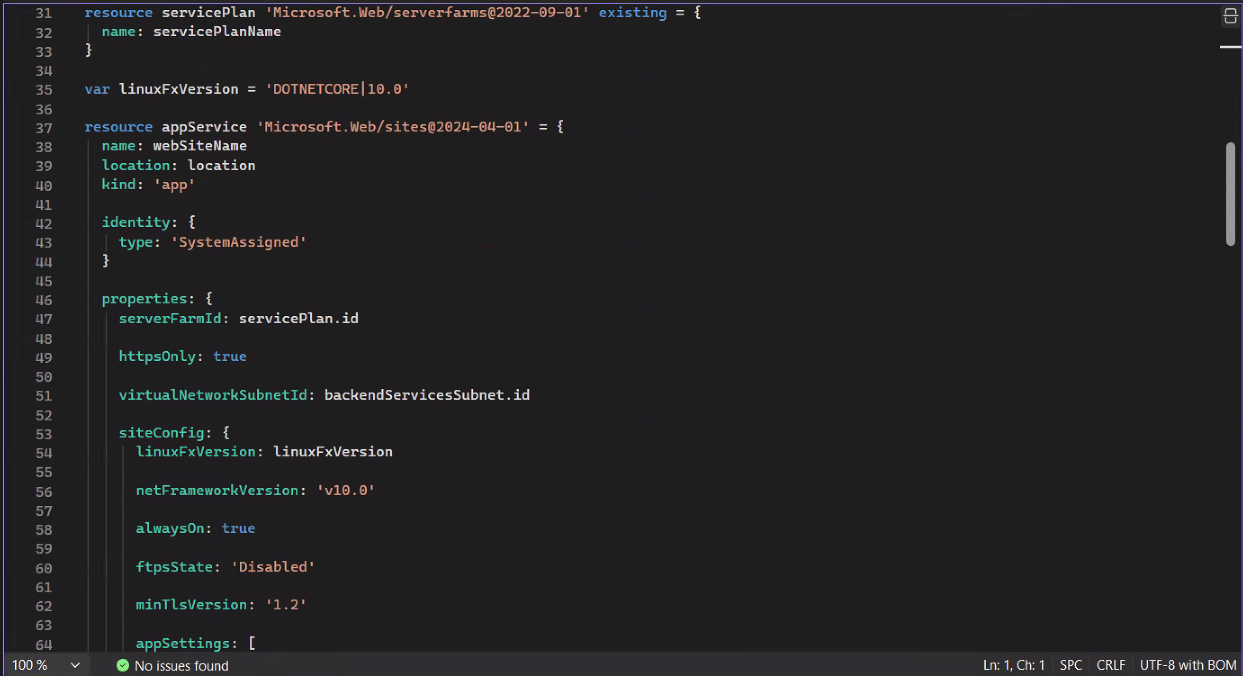 31 resource servicePlan 'Microsoft.Web/serverfarms@2022-09-01' existing = {
32 name: servicePlanName
33 }
34
35 var linuxFxVersion = 'DOTNETCORE|10.0'
36
37 resource appService 'Microsoft.Web/sites@2024-04-01' = {
38 name: webSiteName
39 location: location
40 kind: 'app'
41
42 identity: {
43 type: 'SystemAssigned'
44 }
45
46 properties: {
47 serverFarmId: servicePlan.id
48
49 httpsOnly: true
50
51 virtualNetworkSubnetId: backendServicesSubnet.id
52
53 siteConfig: {
54 linuxFxVersion: linuxFxVersion
55
56 netFrameworkVersion: 'v10.0'
57
58 alwaysOn: true
59
60 ftpsState: 'Disabled'
61
62 minTlsVersion: '1.2'
63
64 appSettings: [
100 % No issues found Ln: 1, Ch: 1 SPC CRLF UTF-8 with BOM